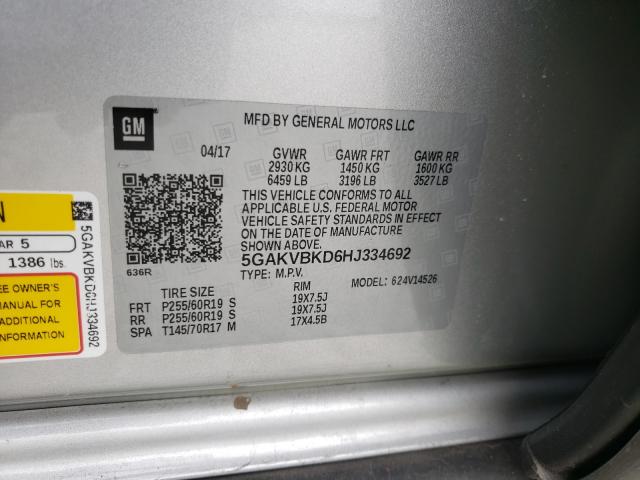 GM
MFD BY GENERAL MOTORS LLC
04/17 GVWR GAWR FRT GAWR RR
2930 KG 1450 KG 1600 KG
6459 LB 3196 LB 3527 LB
THIS VEHICLE CONFORMS TO ALL
APPLICABLE U.S. FEDERAL MOTOR
VEHICLE SAFETY STANDARDS IN EFFECT
ON THE DATE OF MANUFACTURE
SHOWN ABOVE.
636R
5GAKVBKD6HJ334692
TYPE: M.P.V. MODEL: 624V14526
TIRE SIZE RIM
FRT P255/60R19 S 19X7.5J
RR P255/60R19 S 19X7.5J
SPA T145/70R17 M 17X4.5B
N
AR 5
1386 lbs.
EE OWNER'S
MANUAL FOR
ADDITIONAL
INFORMATION
5GAKVBKD6HJ334692